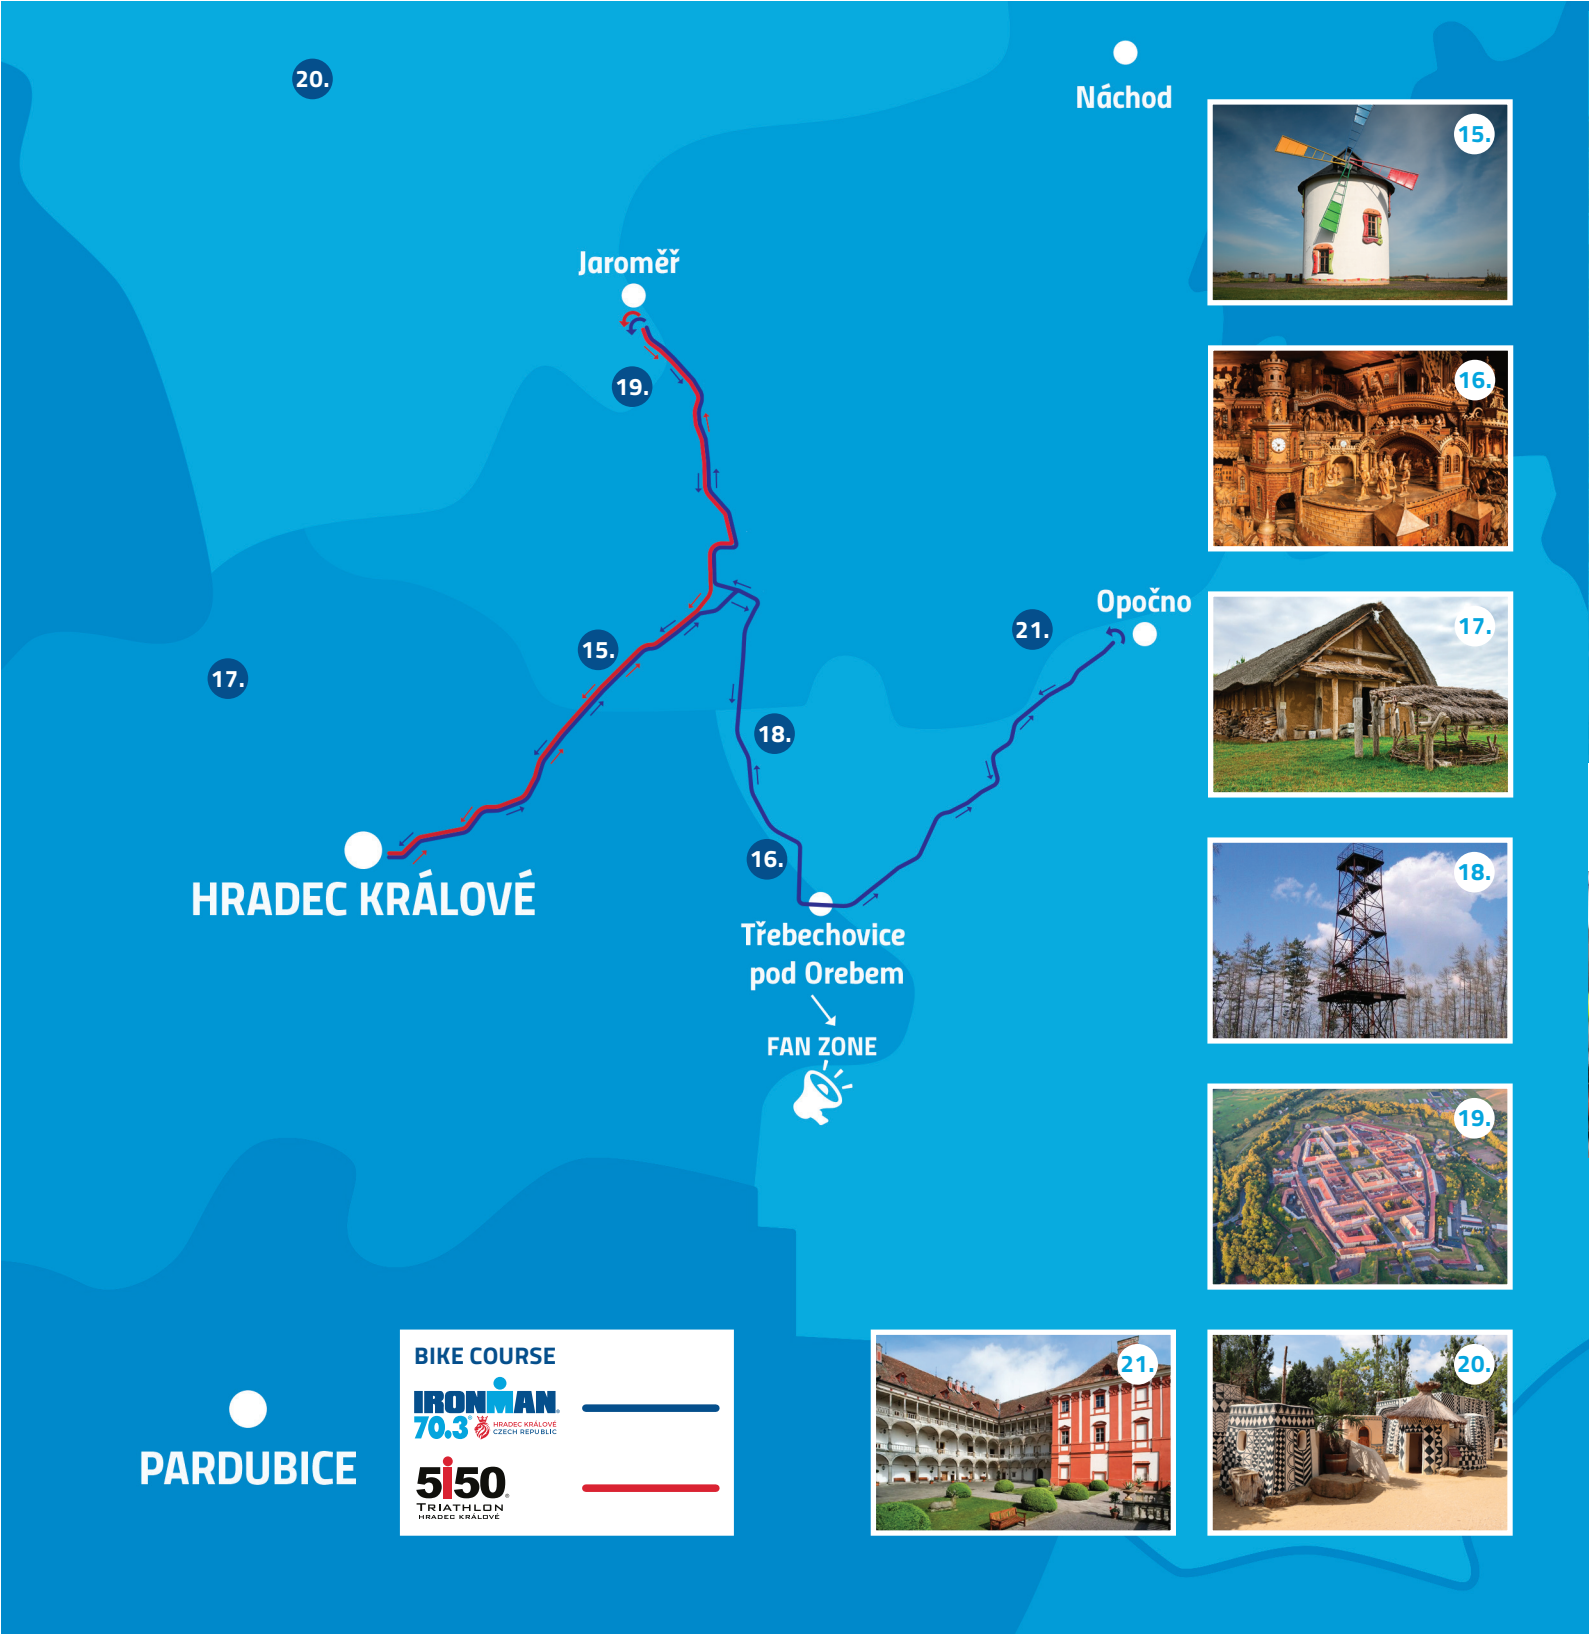 20.
Náchod
15.
Jaroměř
19.
16.
Opočno
21.
17.
15.
17.
18.
16.
18.
HRADEC KRÁLOVÉ
Třebechovice
pod Orebem
FAN ZONE
19.
BIKE COURSE
IRONMAN
70.3
HRADEC KRÁLOVÉ
CZECH REPUBLIC
5i50
TRIATHLON
HRADEC KRÁLOVÉ
PARDUBICE
21.
20.